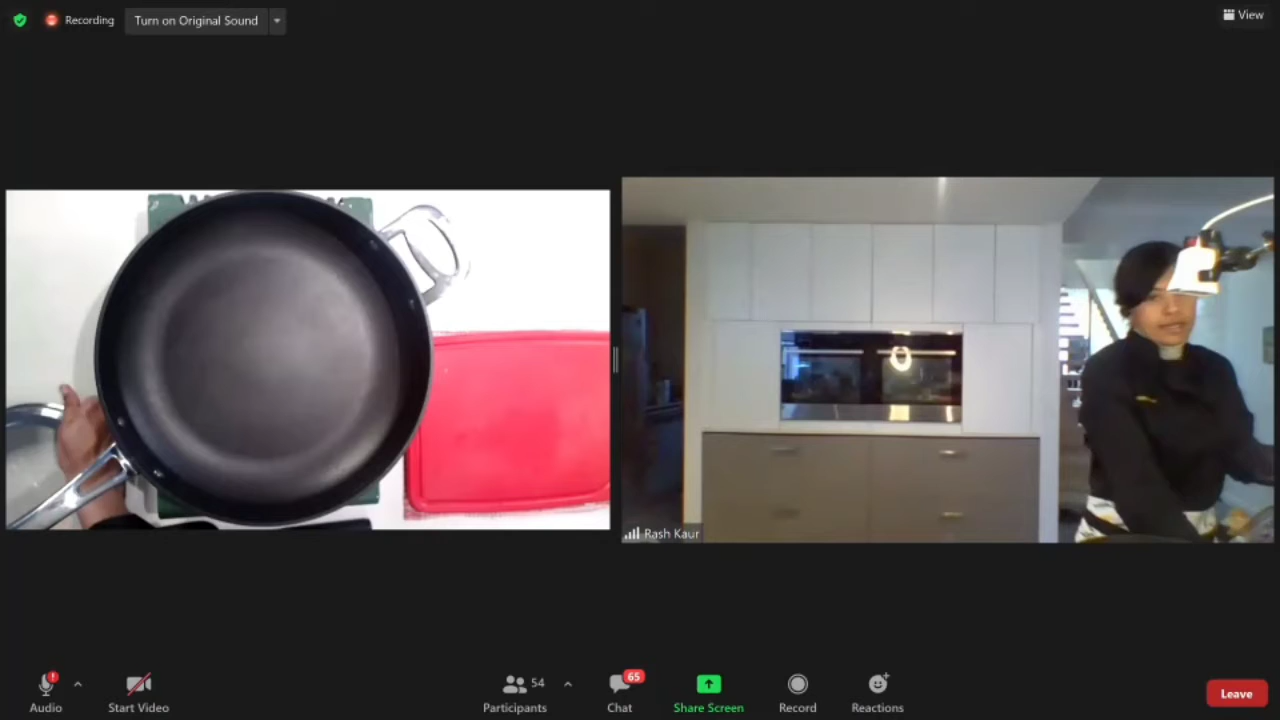 Recording
Turn on Original Sound
View
Rash Kaur
!
54
65
Audio
Start Video
Participants
Chat
Share Screen
Record
Reactions
Leave